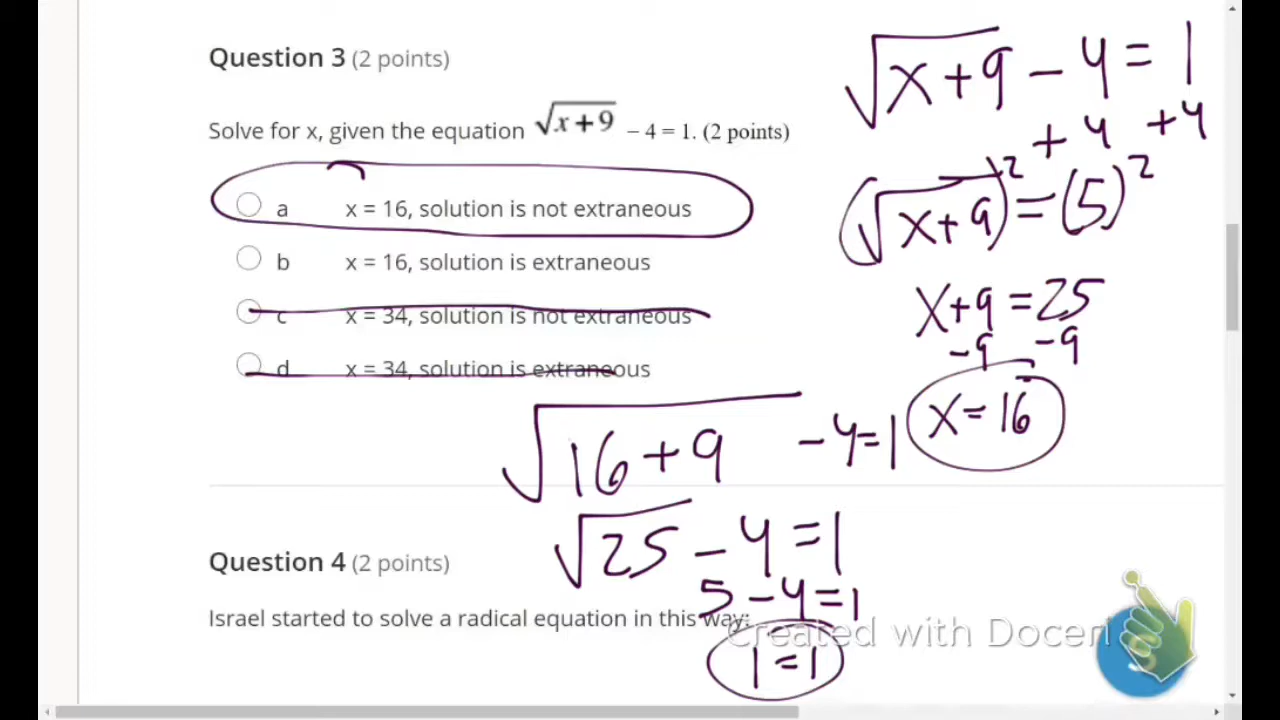 Question 3 (2 points)
Solve for x, given the equation √x+9 – 4 = 1. (2 points)
a x = 16, solution is not extraneous
b x = 16, solution is extraneous
c x = 34, solution is not extraneous
d x = 34, solution is extraneous
√x+9 – 4 = 1
+4 +4
(√x+9)² = (5)²
x+9 = 25
-9 -9
x = 16
√16+9 – 4 = 1
√25 – 4 = 1
5 – 4 = 1
1 = 1
Question 4 (2 points)
Israel started to solve a radical equation in this way:
Created with Doceri